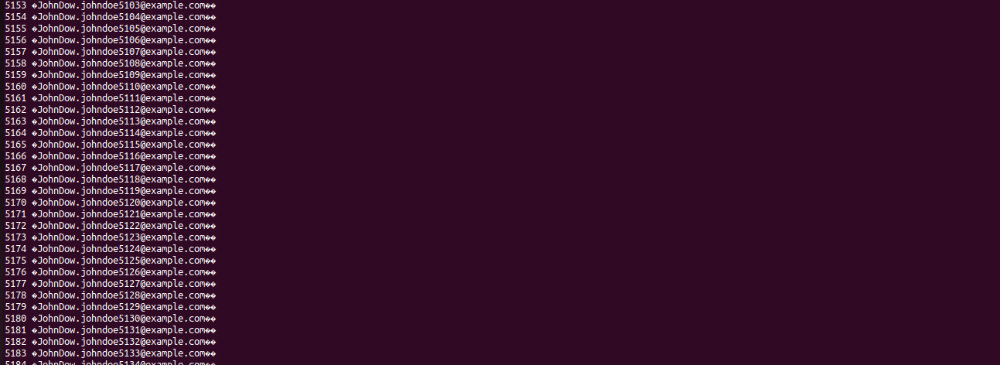 5153 �JohnDow.johndoe5103@example.com��
5154 �JohnDow.johndoe5104@example.com��
5155 �JohnDow.johndoe5105@example.com��
5156 �JohnDow.johndoe5106@example.com��
5157 �JohnDow.johndoe5107@example.com��
5158 �JohnDow.johndoe5108@example.com��
5159 �JohnDow.johndoe5109@example.com��
5160 �JohnDow.johndoe5110@example.com��
5161 �JohnDow.johndoe5111@example.com��
5162 �JohnDow.johndoe5112@example.com��
5163 �JohnDow.johndoe5113@example.com��
5164 �JohnDow.johndoe5114@example.com��
5165 �JohnDow.johndoe5115@example.com��
5166 �JohnDow.johndoe5116@example.com��
5167 �JohnDow.johndoe5117@example.com��
5168 �JohnDow.johndoe5118@example.com��
5169 �JohnDow.johndoe5119@example.com��
5170 �JohnDow.johndoe5120@example.com��
5171 �JohnDow.johndoe5121@example.com��
5172 �JohnDow.johndoe5122@example.com��
5173 �JohnDow.johndoe5123@example.com��
5174 �JohnDow.johndoe5124@example.com��
5175 �JohnDow.johndoe5125@example.com��
5176 �JohnDow.johndoe5126@example.com��
5177 �JohnDow.johndoe5127@example.com��
5178 �JohnDow.johndoe5128@example.com��
5179 �JohnDow.johndoe5129@example.com��
5180 �JohnDow.johndoe5130@example.com��
5181 �JohnDow.johndoe5131@example.com��
5182 �JohnDow.johndoe5132@example.com��
5183 �JohnDow.johndoe5133@example.com��
5184 �JohnDow.johndoe5134@example.com��